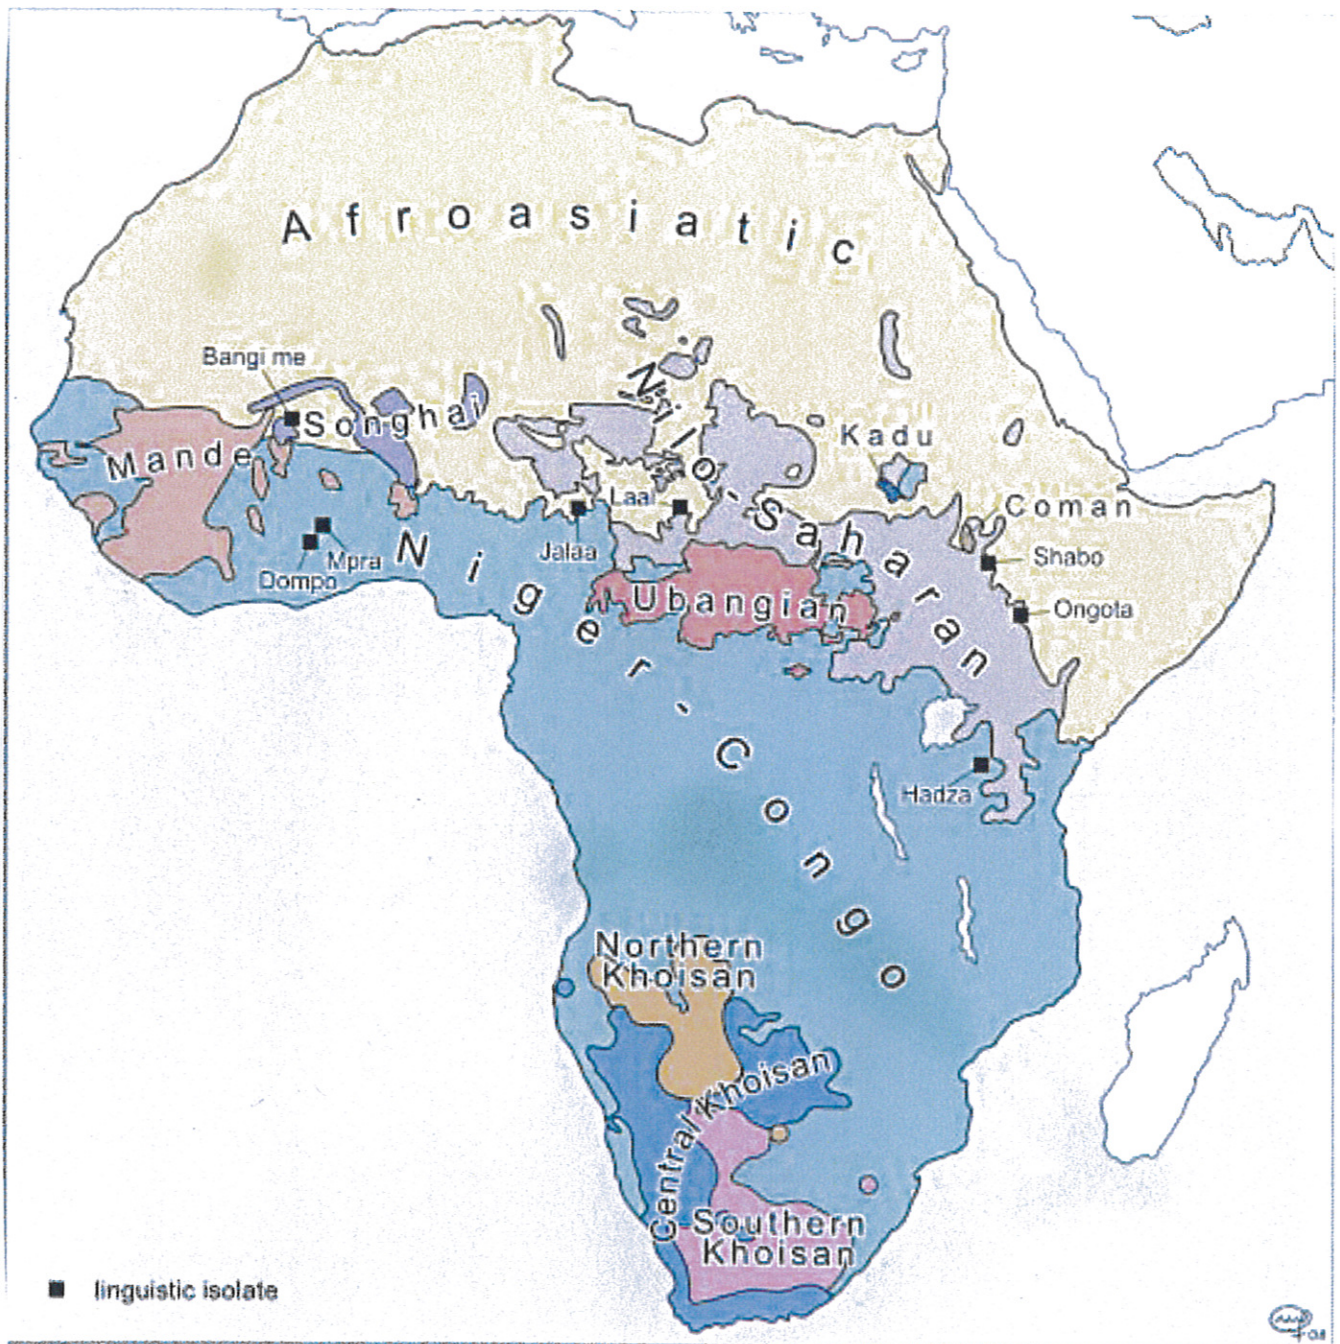 Afroasiatic
Bangi me
Songhai
Mande
Nilo-Saharan
Kadu
Laal
Coman
Jalaa
Shabo
Mpra
Dompo
Niger-Congo
Ubangian
Ongota
Hadza
Northern
Khoisan
Central Khoisan
Southern
Khoisan
linguistic isolate